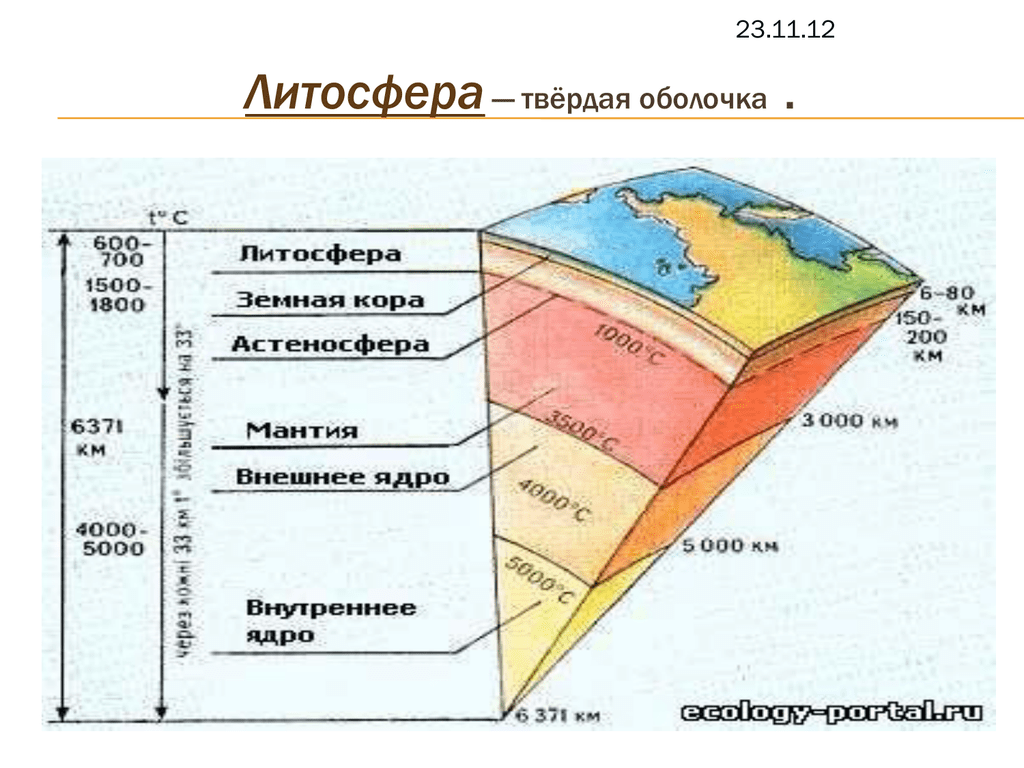 23.11.12
Литосфера — твёрдая оболочка .
t° C
600-
700
1500-
1800
6371
км
4000-
5000
через кожні 33 км t° збільшується на 33°
Литосфера
Земная кора
Астеносфера
Мантия
Внешнее ядро
Внутреннее
ядро
1000°C
3500°C
4000°C
5000°C
6-80
км
150-
200
км
3 000 км
5 000 км
6 371 км
ecology-portal.ru